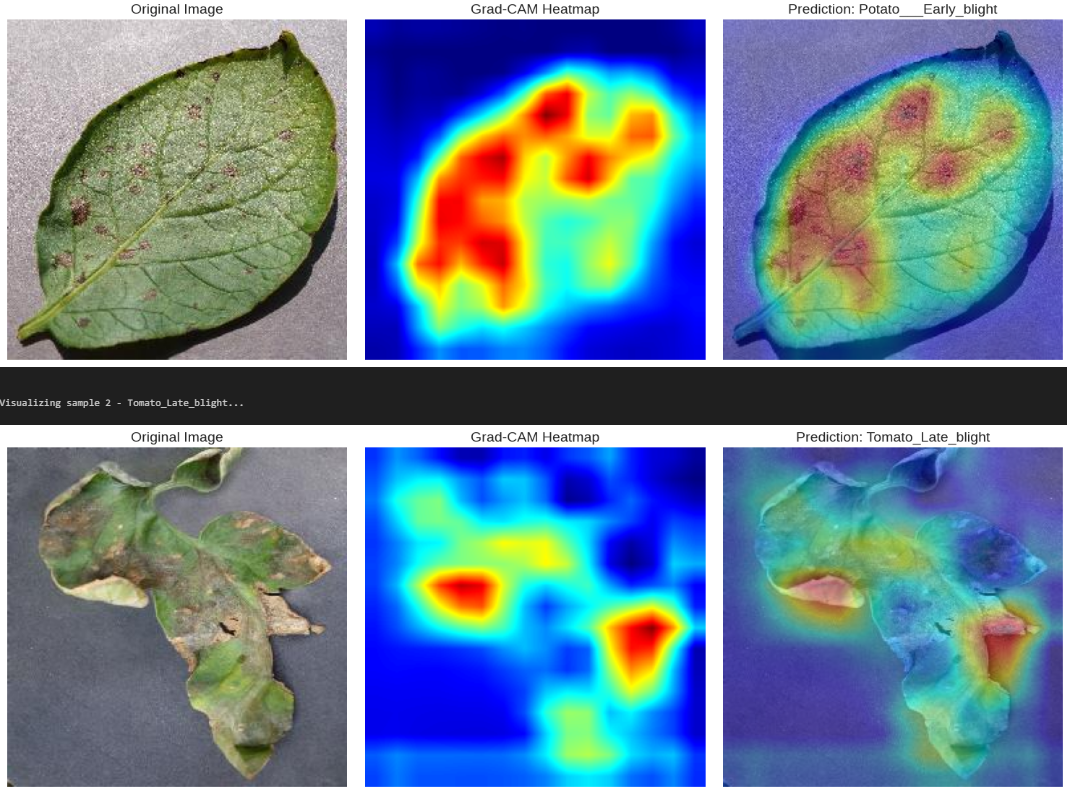 Original Image
Grad-CAM Heatmap
Prediction: Potato___Early_blight
Visualizing sample 2 - Tomato_Late_blight...
Original Image
Grad-CAM Heatmap
Prediction: Tomato_Late_blight